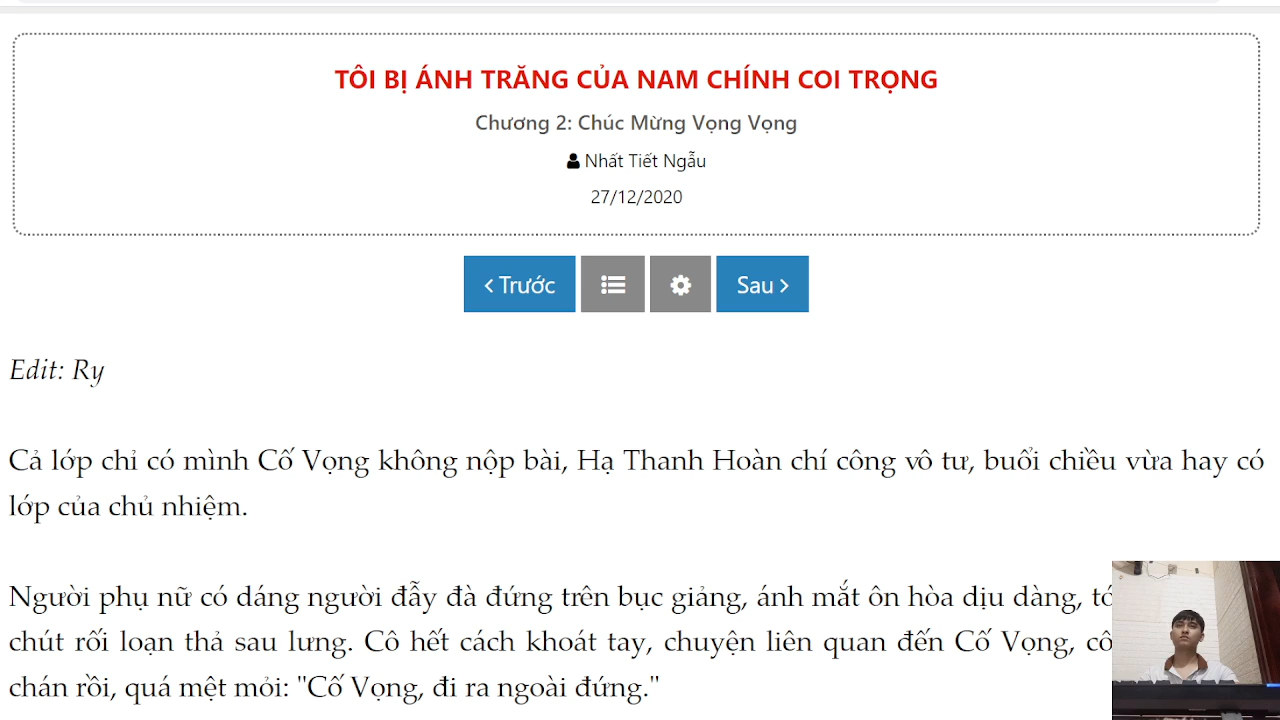 TÔI BỊ ÁNH TRĂNG CỦA NAM CHÍNH COI TRỌNG
Chương 2: Chúc Mừng Vọng Vọng
Nhất Tiết Ngẫu
27/12/2020
Trước
Sau
Edit: Ry
Cả lớp chỉ có mình Cố Vọng không nộp bài, Hạ Thanh Hoàn chí công vô tư, buổi chiều vừa hay có
lớp của chủ nhiệm.
Người phụ nữ có dáng người đẫy đà đứng trên bục giảng, ánh mắt ôn hòa dịu dàng,
chút rối loạn thả sau lưng. Cô hết cách khoát tay, chuyện liên quan đến Cố Vọng, cô
chán rồi, quá mệt mỏi: "Cố Vọng, đi ra ngoài đứng."